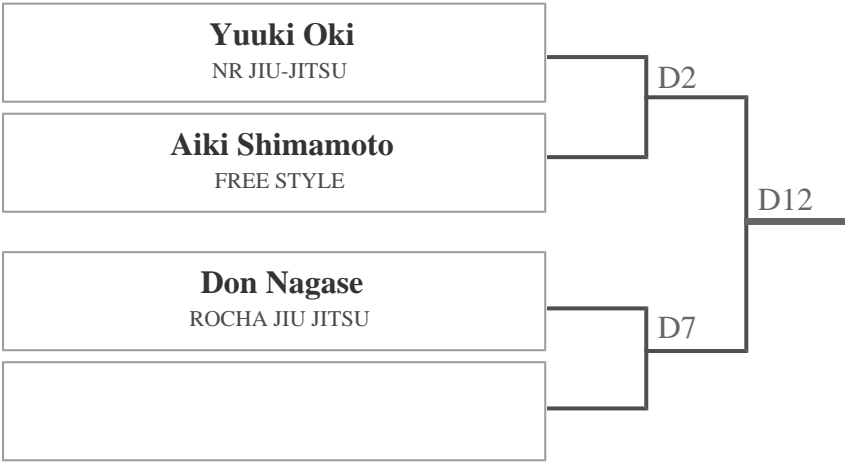 Yuuki Oki
NR JIU-JITSU
D2
Aiki Shimamoto
FREE STYLE
D12
Don Nagase
ROCHA JIU JITSU
D7